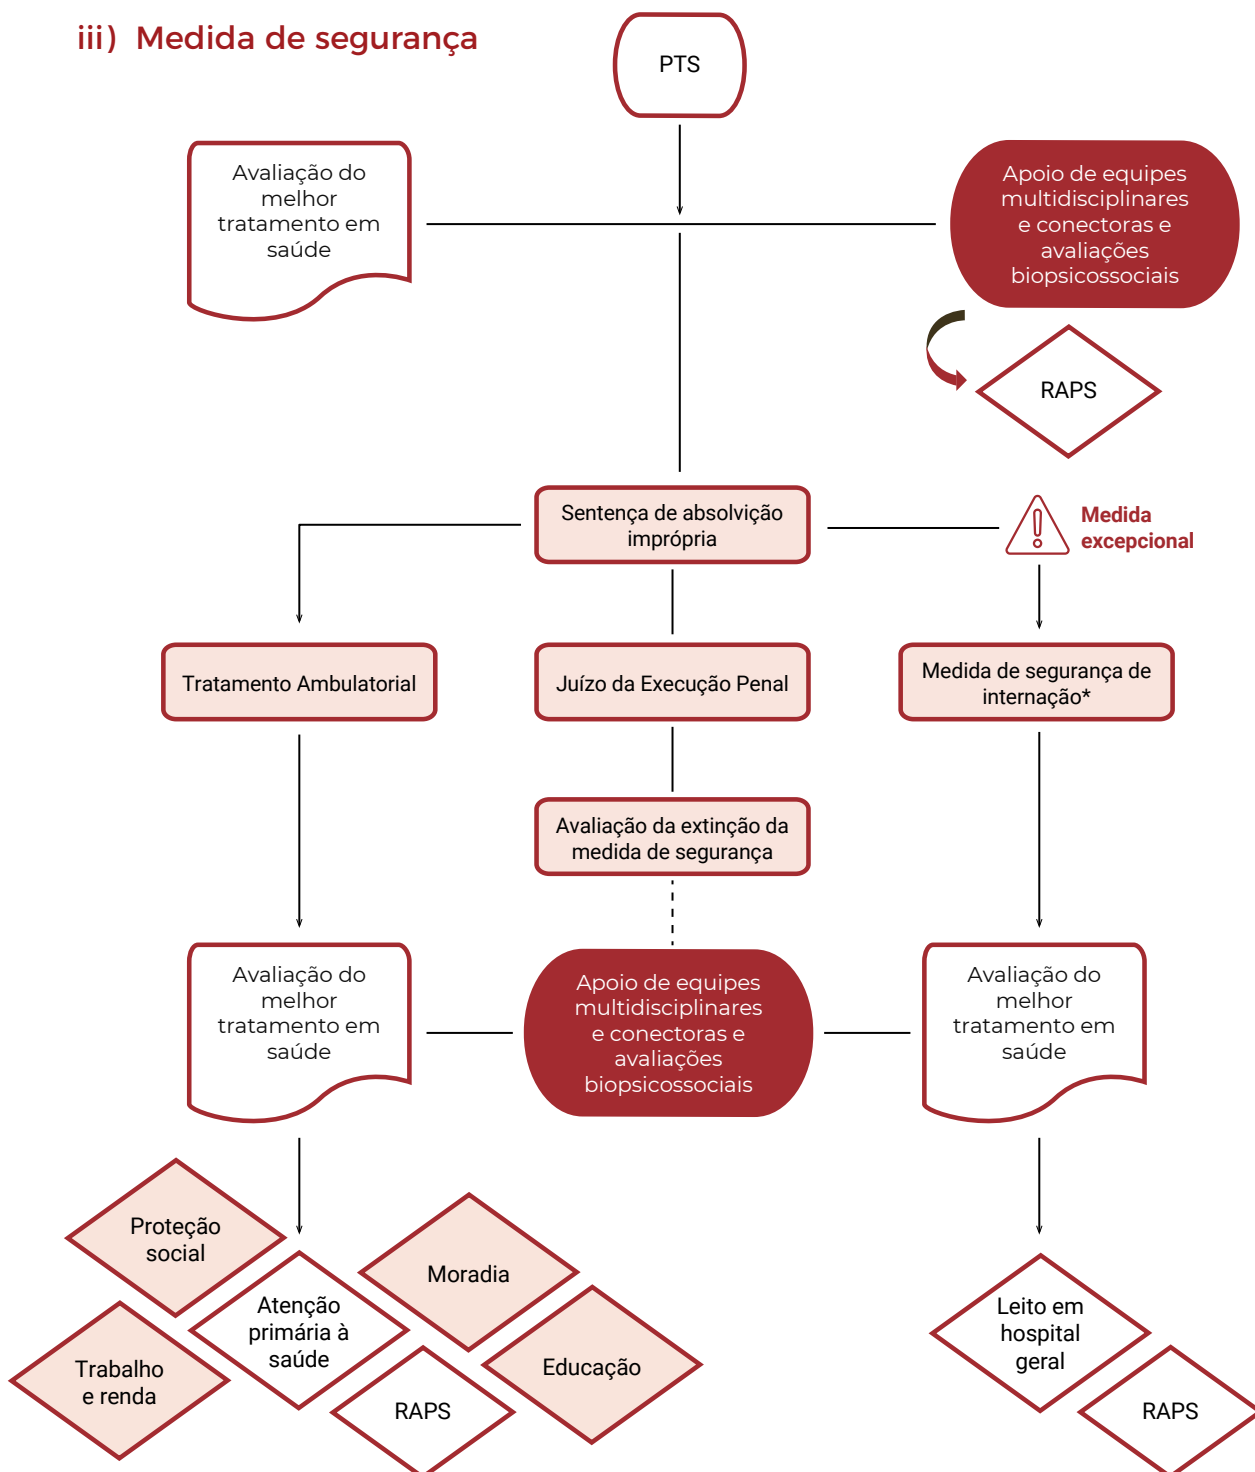 iii) Medida de segurança
PTS
Avaliação do
melhor
tratamento em
saúde
Apoio de equipes
multidisciplinares
e conectoras e
avaliações
biopsicossociais
RAPS
Sentença de absolvição
imprópria
Medida
excepcional
Tratamento Ambulatorial
Juízo da Execução Penal
Medida de segurança de
internação*
Avaliação da extinção da
medida de segurança
Avaliação do
melhor
tratamento em
saúde
Apoio de equipes
multidisciplinares
e conectoras e
avaliações
biopsicossociais
Avaliação do
melhor
tratamento em
saúde
Proteção
social
Moradia
Atenção
primária à
saúde
Trabalho
e renda
Educação
RAPS
Leito em
hospital
geral
RAPS